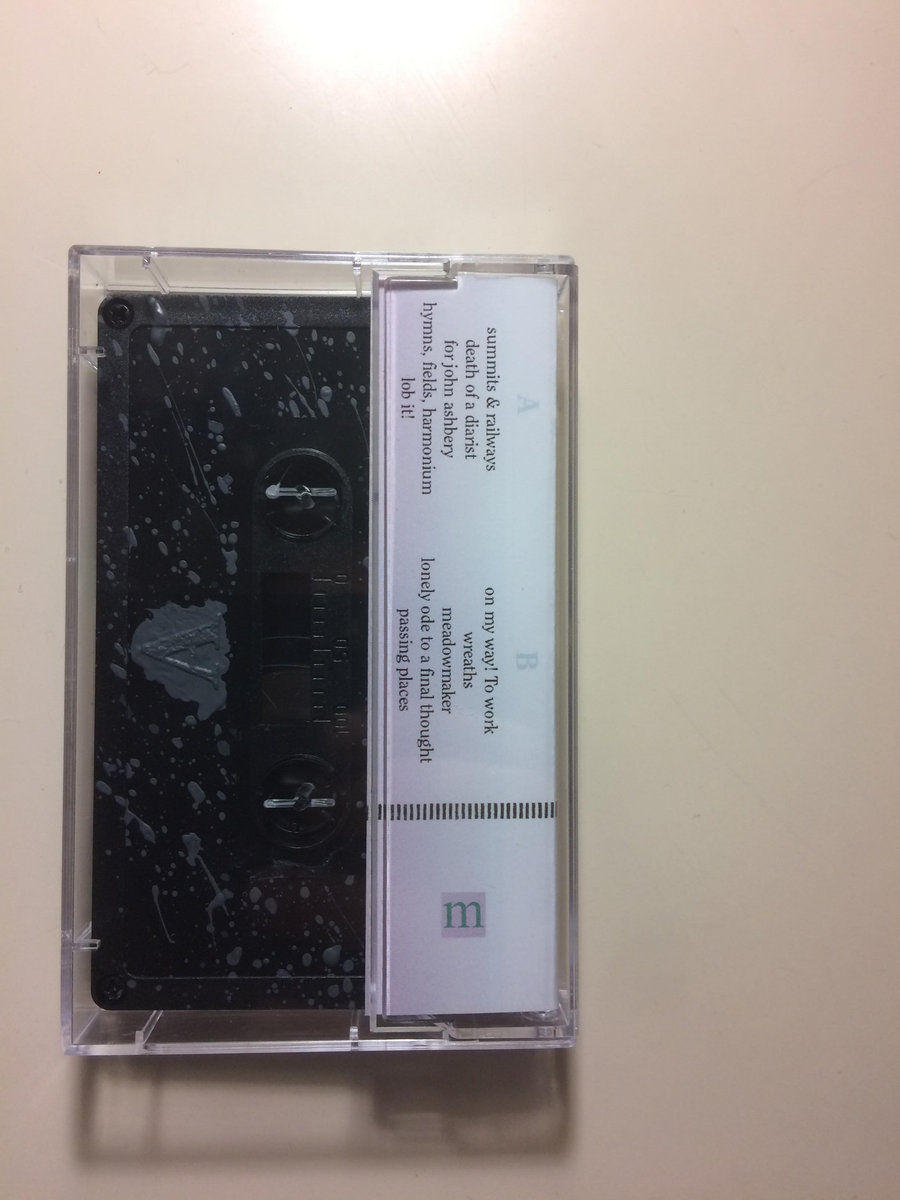 A
summits & railways
death of a diarist
for john ashbery
hymns, fields, harmonium
lob it!
B
on my way! To work
wreaths
meadowmaker
lonely ode to a final thought
passing places
m